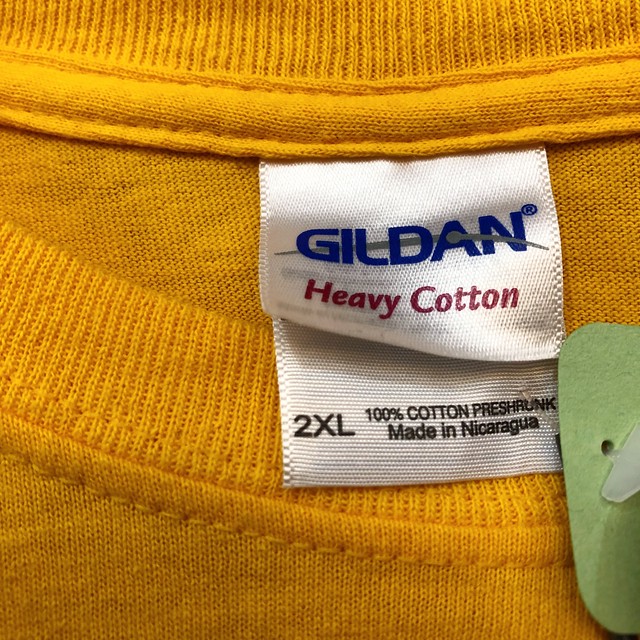 GILDAN®
Heavy Cotton
2XL
100% COTTON PRESHRUNK
Made in Nicaragua